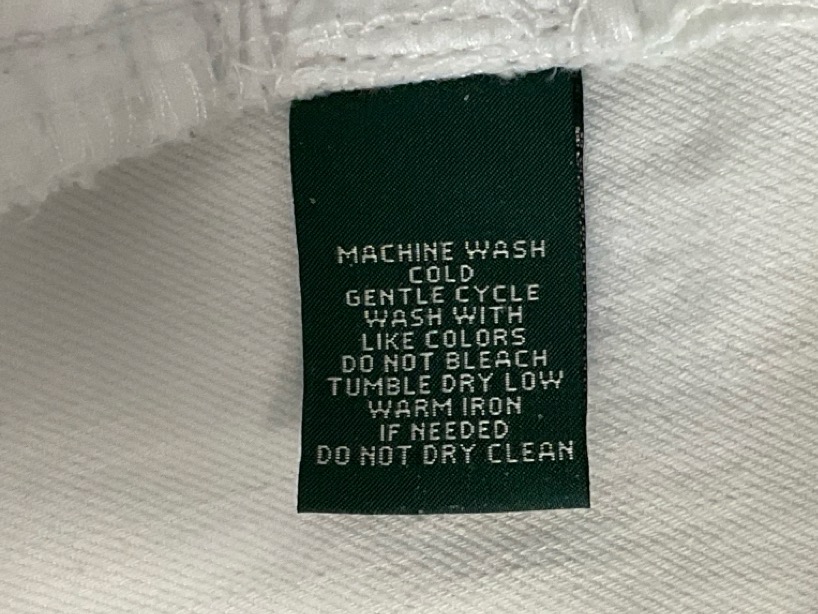 MACHINE WASH
COLD
GENTLE CYCLE
WASH WITH
LIKE COLORS
DO NOT BLEACH
TUMBLE DRY LOW
WARM IRON
IF NEEDED
DO NOT DRY CLEAN